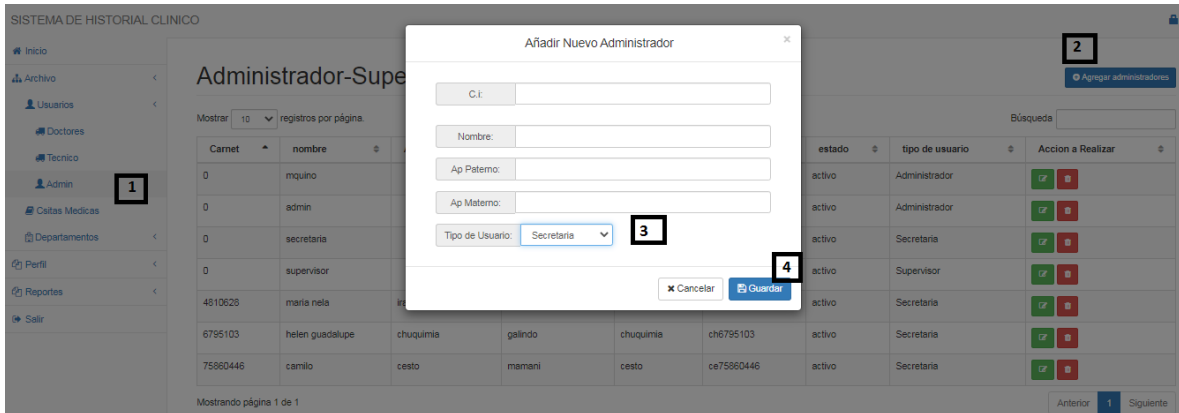 SISTEMA DE HISTORIAL CLINICO
Inicio
Archivo
Usuarios
Doctores
Tecnico
Admin
1
Csitas Medicas
Departamentos
Perfil
Reportes
Salir
Administrador-Supe
2
Agregar administradores
Mostrar 10 registros por página.
Búsqueda
Carnet nombre estado tipo de usuario Accion a Realizar
0 mquino activo Administrador
0 admin activo Administrador
0 secretaria activo Secretaria
0 supervisor activo Supervisor
4810628 maria nela activo Secretaria
6795103 helen guadalupe chuquimia galindo chuquimia ch6795103 activo Secretaria
75860446 camilo cesto mamani cesto ce75860446 activo Secretaria
Mostrando página 1 de 1
Anterior 1 Siguiente
Añadir Nuevo Administrador ×
C.i:
Nombre:
Ap Paterno:
Ap Materno:
Tipo de Usuario: Secretaria 3
4
Cancelar Guardar